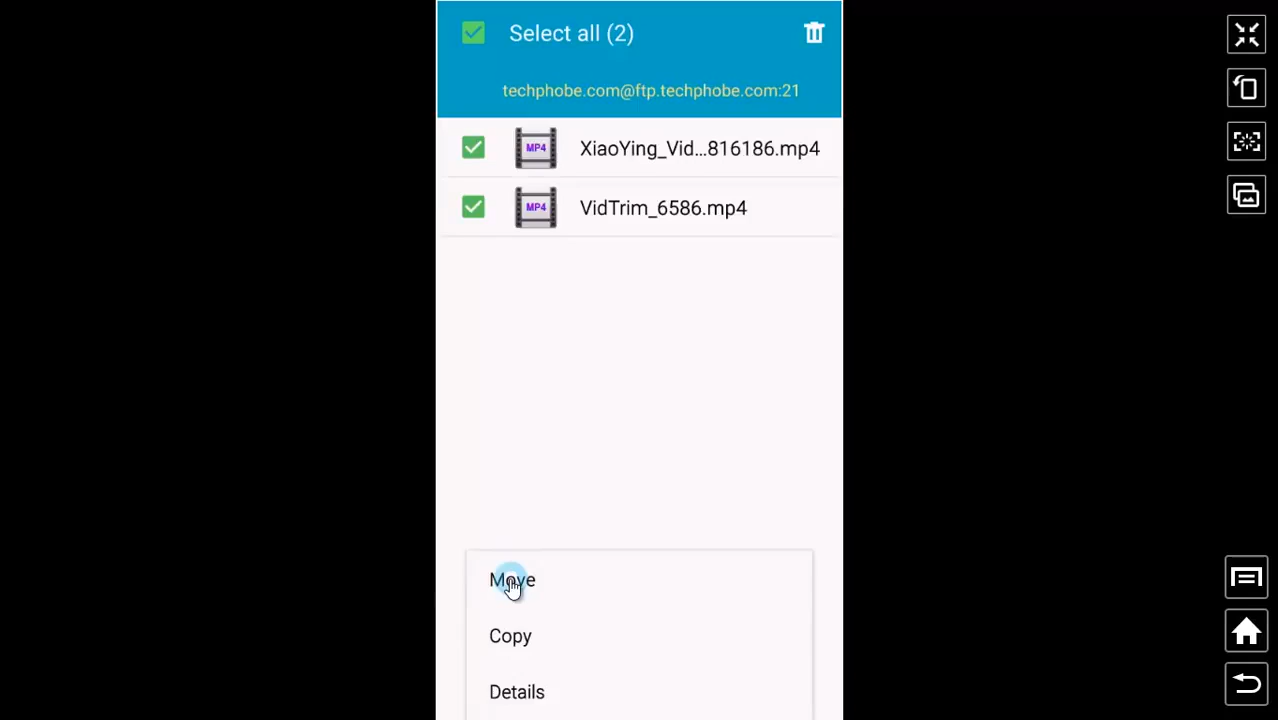 Select all (2)
techphobe.com@ftp.techphobe.com:21
MP4
XiaoYing_Vid...816186.mp4
MP4
VidTrim_6586.mp4
Move
Copy
Details